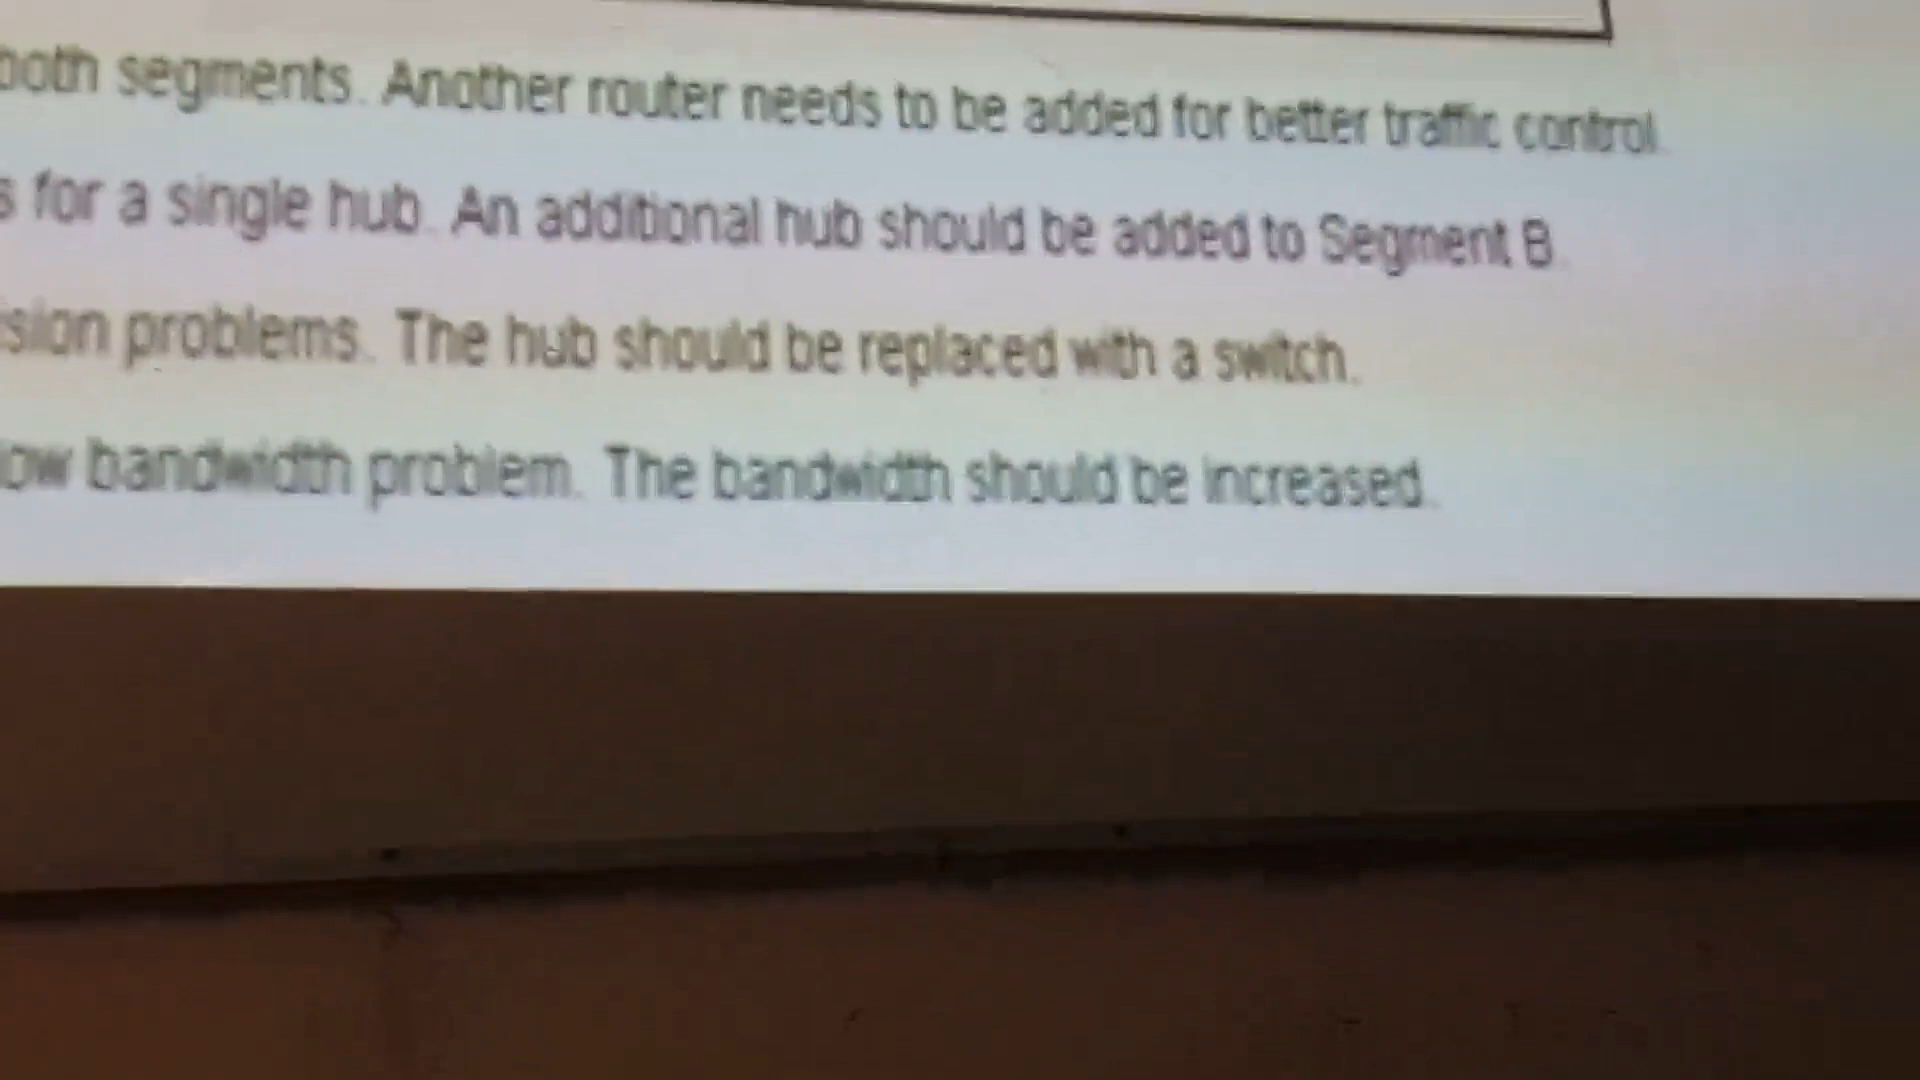 both segments. Another router needs to be added for better traffic control.
s for a single hub. An additional hub should be added to Segment B.
ision problems. The hub should be replaced with a switch.
low bandwidth problem. The bandwidth should be increased.